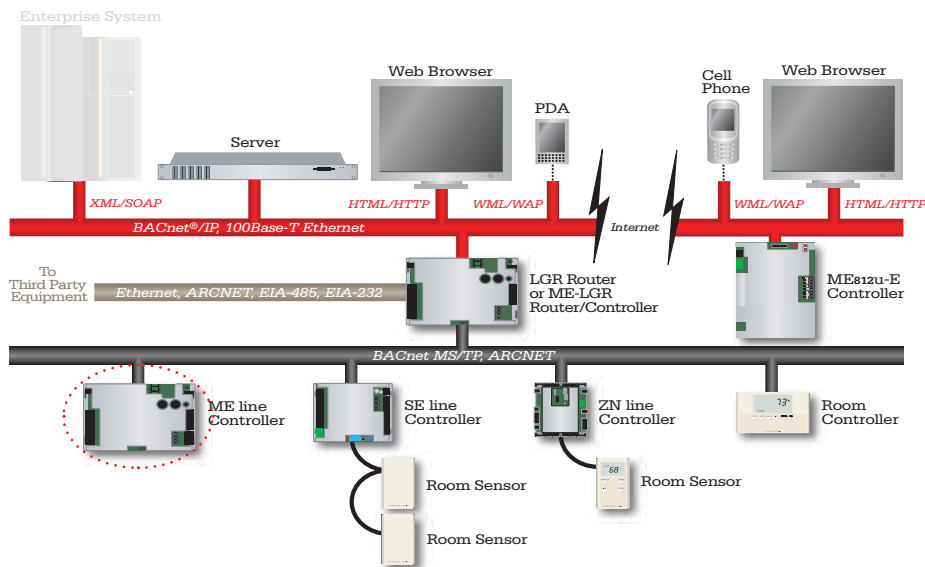 Enterprise System
Web Browser
Cell
Phone
Web Browser
PDA
Server
XML/SOAP
HTML/HTTP
WML/WAP
WML/WAP
HTML/HTTP
BACnet®/IP, 100Base-T Ethernet
Internet
To
Third Party
Equipment
Ethernet, ARCNET, EIA-485, EIA-232
LGR Router
or ME-LGR
Router/Controller
ME812u-E
Controller
BACnet MS/TP, ARCNET
ME line
Controller
SE line
Controller
ZN line
Controller
73°
Room
Controller
Room Sensor
68
Room Sensor
Room Sensor